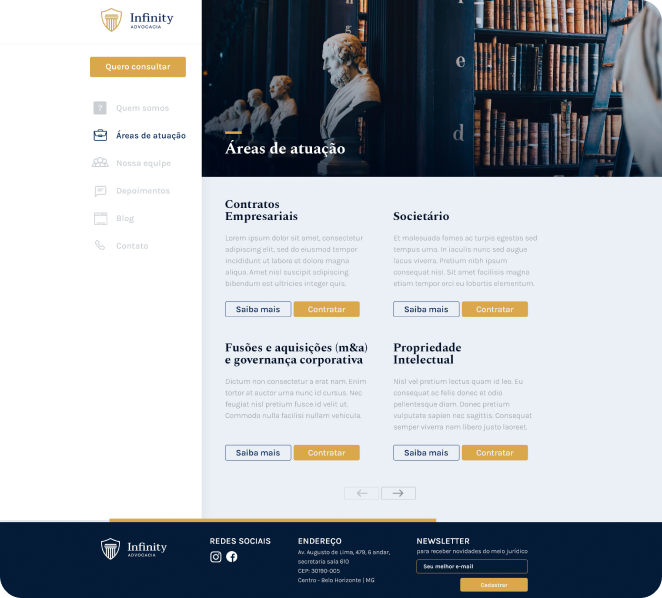 Infinity
ADVOCACIA
Quero consultar
?
Quem somos
Áreas de atuação
Nossa equipe
Depoimentos
Blog
Contato
e
d
Áreas de atuação
Contratos
Empresariais
Lorem ipsum dolor sit amet, consectetur
adipiscing elit, sed do eiusmod tempor
incididunt ut labore et dolore magna
aliqua. Amet nisl suscipit adipiscing
bibendum est ultricies integer quis.
Saiba mais
Contratar
Societário
Et malesuada fames ac turpis egestas sed
tempus urna. In iaculis nunc sed augue
lacus viverra. Pretium nibh ipsum
consequat nisl. Sit amet facilisis magna
etiam tempor orci eu lobortis elementum.
Saiba mais
Contratar
Fusões e aquisições (m&a)
e governança corporativa
Dictum non consectetur a erat nam. Enim
tortor at auctor urna nunc id cursus. Nec
feugiat nisl pretium fusce id velit ut.
Commodo nulla facilisi nullam vehicula.
Saiba mais
Contratar
Propriedade
Intelectual
Nisl vel pretium lectus quam id leo. Eu
consequat ac felis donec et odio
pellentesque diam. Donec pretium
vulputate sapien nec sagittis. Consequat
semper viverra nam libero justo laoreet.
Saiba mais
Contratar
Infinity
ADVOCACIA
REDES SOCIAIS
ENDEREÇO
Av. Augusto de Lima, 479, 6 andar,
secretaria sala 610
CEP: 30190-005
Centro - Belo Horizonte | MG
NEWSLETTER
para receber novidades do meio jurídico
Seu melhor e-mail
Cadastrar